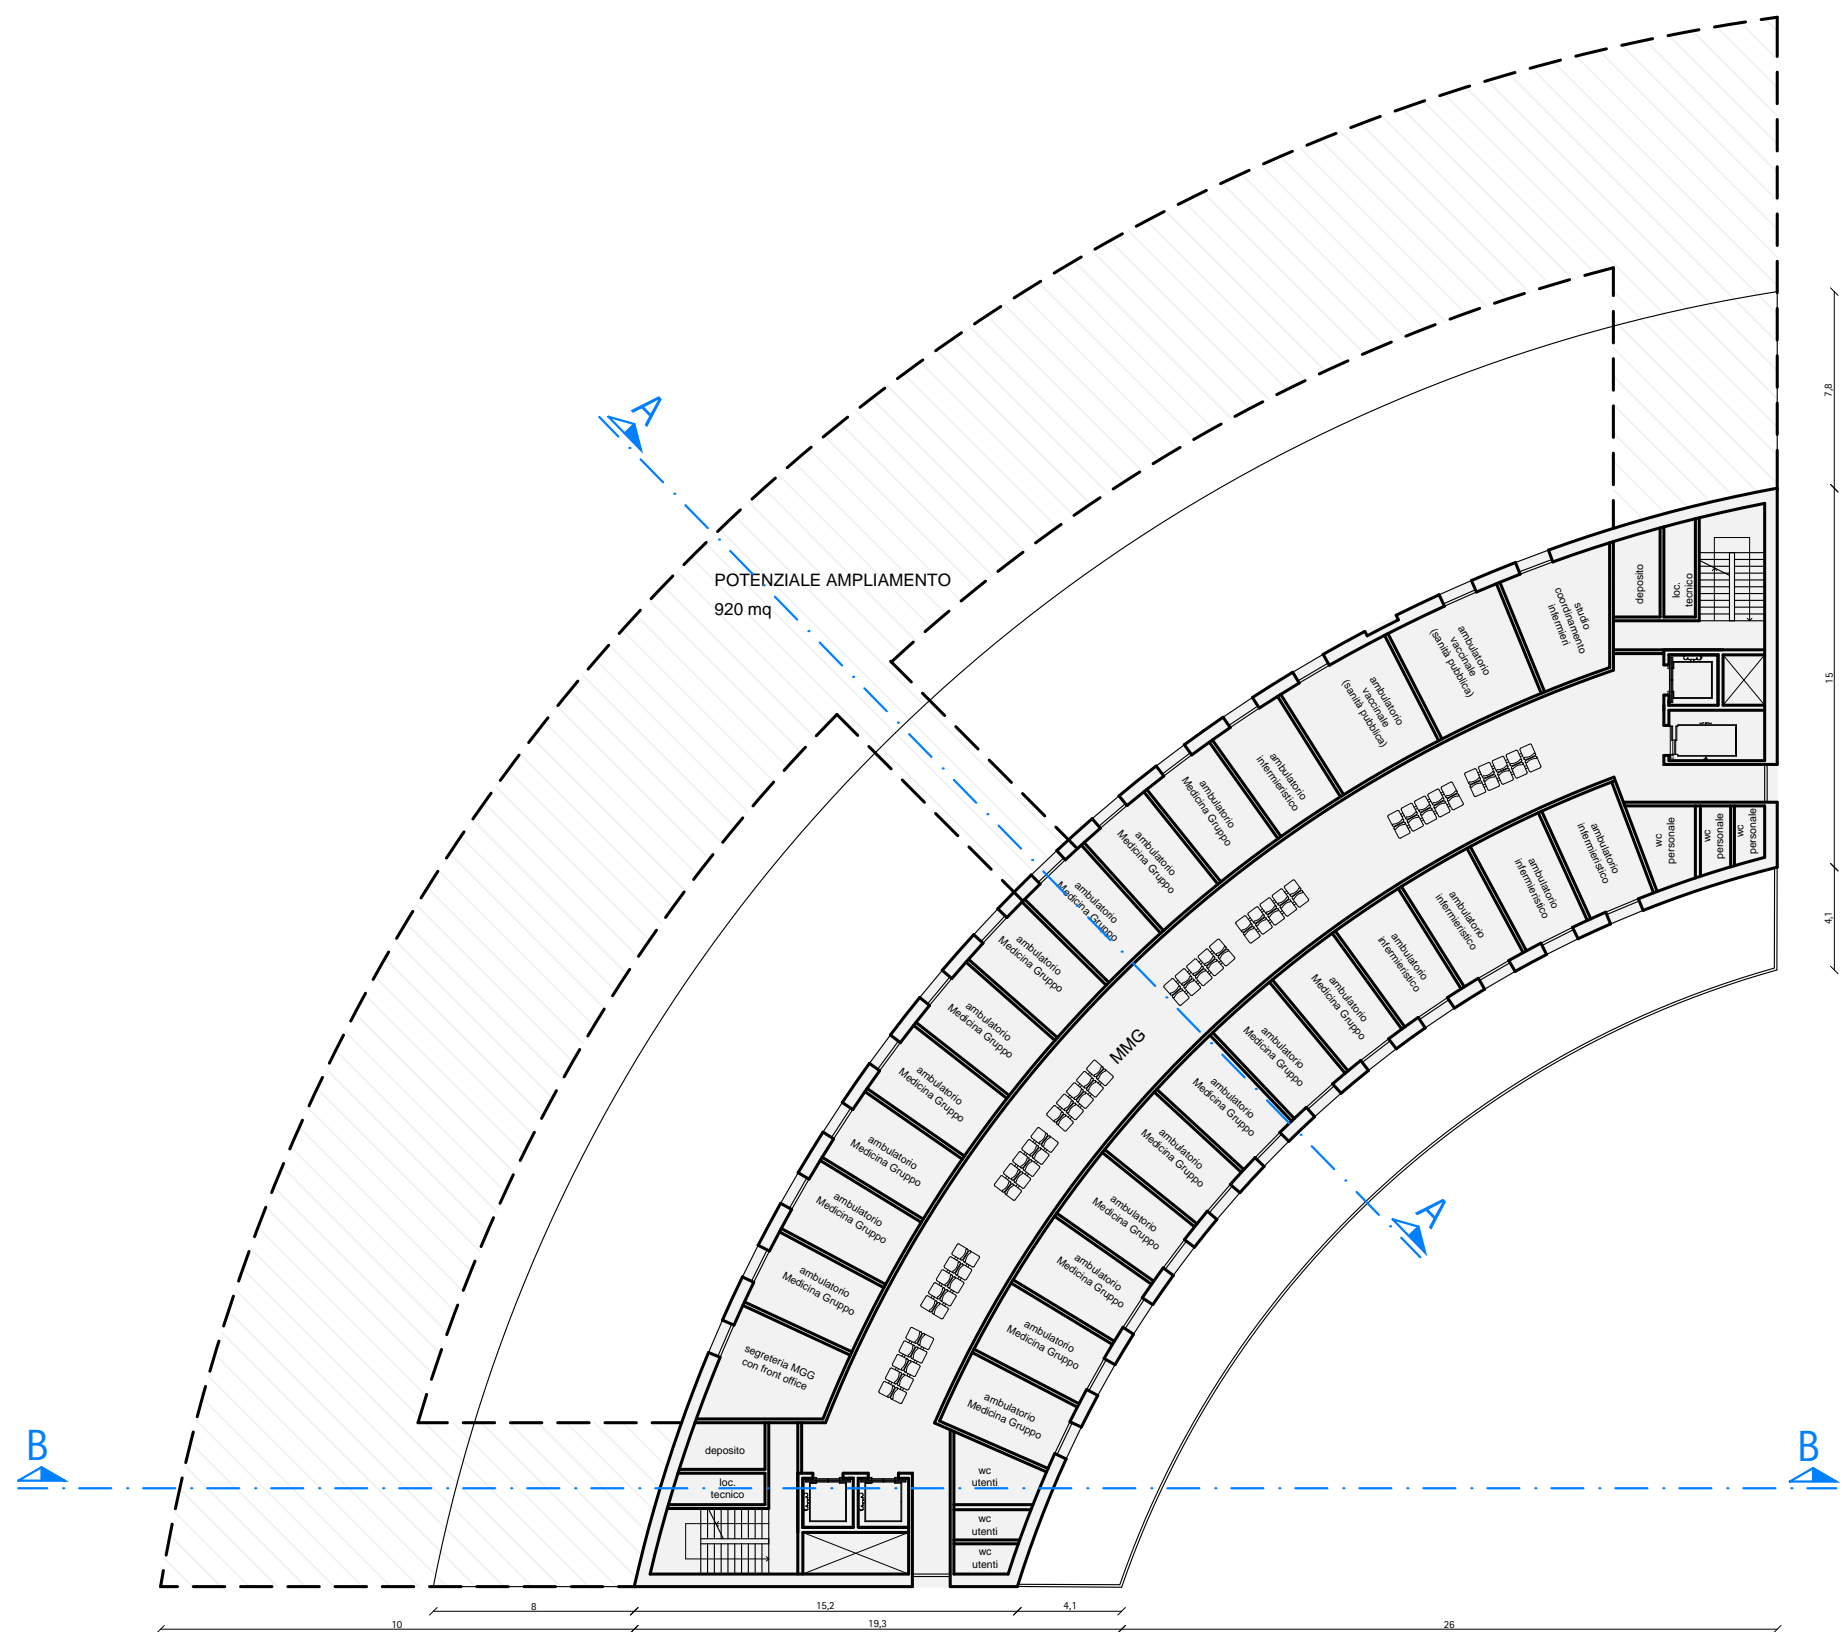 A
POTENZIALE AMPLIAMENTO
920 mq
7,8
15
4,1
deposito
loc.
tecnico
studio
coordinamento
infermieri
ambulatorio
vaccinale
(sanità pubblica)
ambulatorio
vaccinale
(sanità pubblica)
ambulatorio
infermieristico
ambulatorio
Medicina Gruppo
ambulatorio
Medicina Gruppo
ambulatorio
Medicina Gruppo
ambulatorio
Medicina Gruppo
ambulatorio
Medicina Gruppo
ambulatorio
Medicina Gruppo
ambulatorio
Medicina Gruppo
ambulatorio
Medicina Gruppo
ambulatorio
Medicina Gruppo
segreteria MGG
con front office
wc
personale
wc
personale
wc
personale
ambulatorio
infermieristico
ambulatorio
infermieristico
ambulatorio
infermieristico
ambulatorio
infermieristico
ambulatorio
Medicina Gruppo
ambulatorio
Medicina Gruppo
MMG
ambulatorio
Medicina Gruppo
ambulatorio
Medicina Gruppo
ambulatorio
Medicina Gruppo
ambulatorio
Medicina Gruppo
ambulatorio
Medicina Gruppo
ambulatorio
Medicina Gruppo
A
B
B
deposito
loc.
tecnico
wc
utenti
wc
utenti
wc
utenti
8
15,2
4,1
10
19,3
26